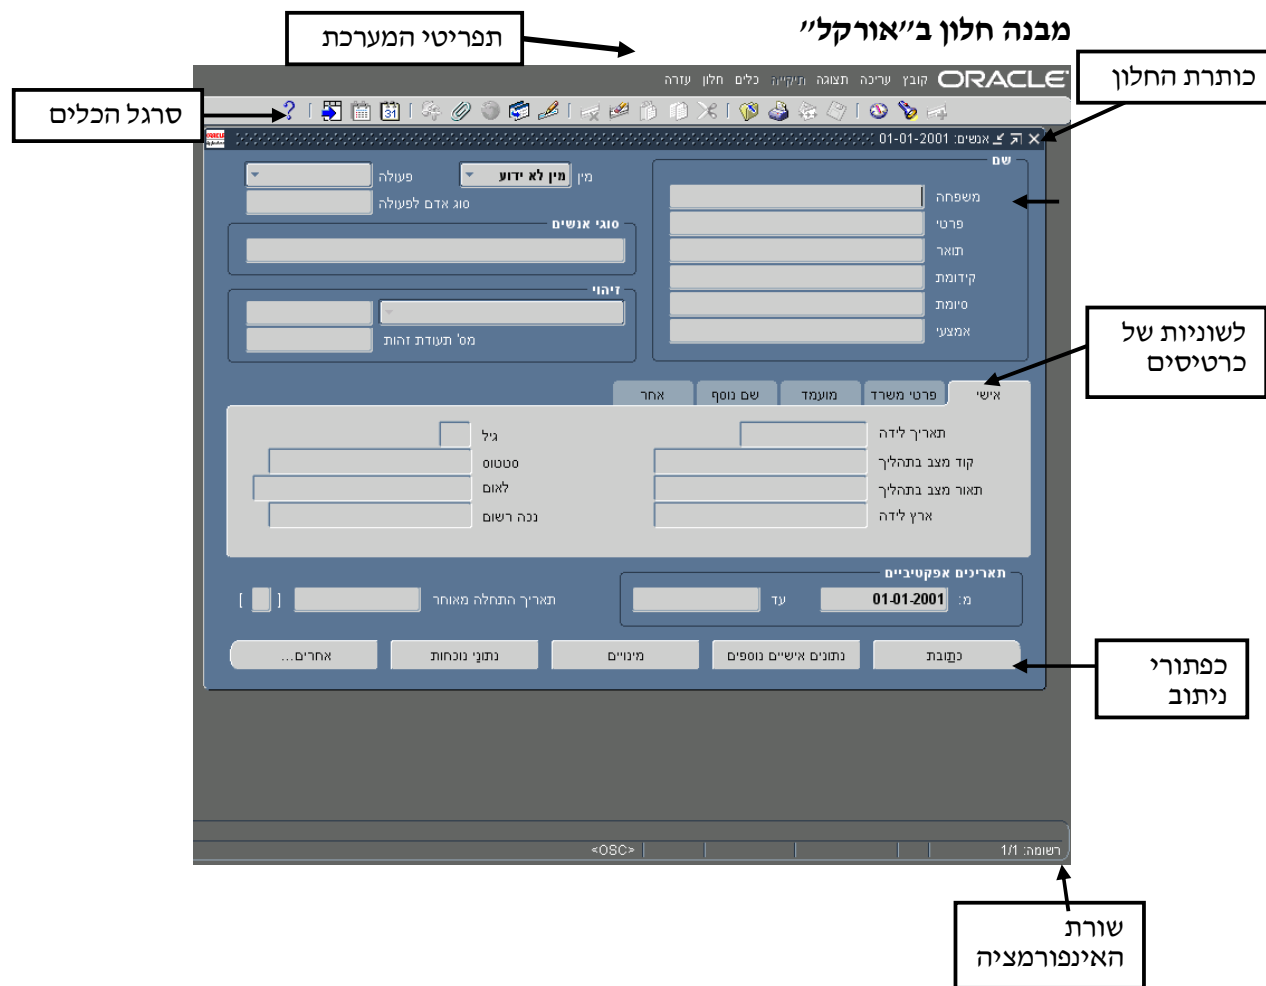 מבנה חלון ב״אורקל״
תפריטי המערכת
כותרת החלון
סרגל הכלים
ORACLE קובץ עריכה תצוגה תיקייה כלים חלון עזרה
אנשים: 01-01-2001
שם
משפחה
פרטי
תואר
קידומת
סיומת
אמצעי
מין מין לא ידוע פעולה
סוג אדם לפעולה
סוגי אנשים
זיהוי
מס' תעודת זהות
לשוניות של
כרטיסים
אישי פרטי משרד מועמד שם נוסף אחר
תאריך לידה גיל
קוד מצב בתהליך סטטוס
תאור מצב בתהליך לאום
ארץ לידה נכה רשום
תאריכים אפקטיביים
מ: 01-01-2001 עד תאריך התחלה מאוחר [ ]
כתובת נתונים אישיים נוספים מינויים נתוני נוכחות אחרים...
כפתורי
ניתוב
רשומה: 1/1 <OSC>
שורת
האינפורמציה